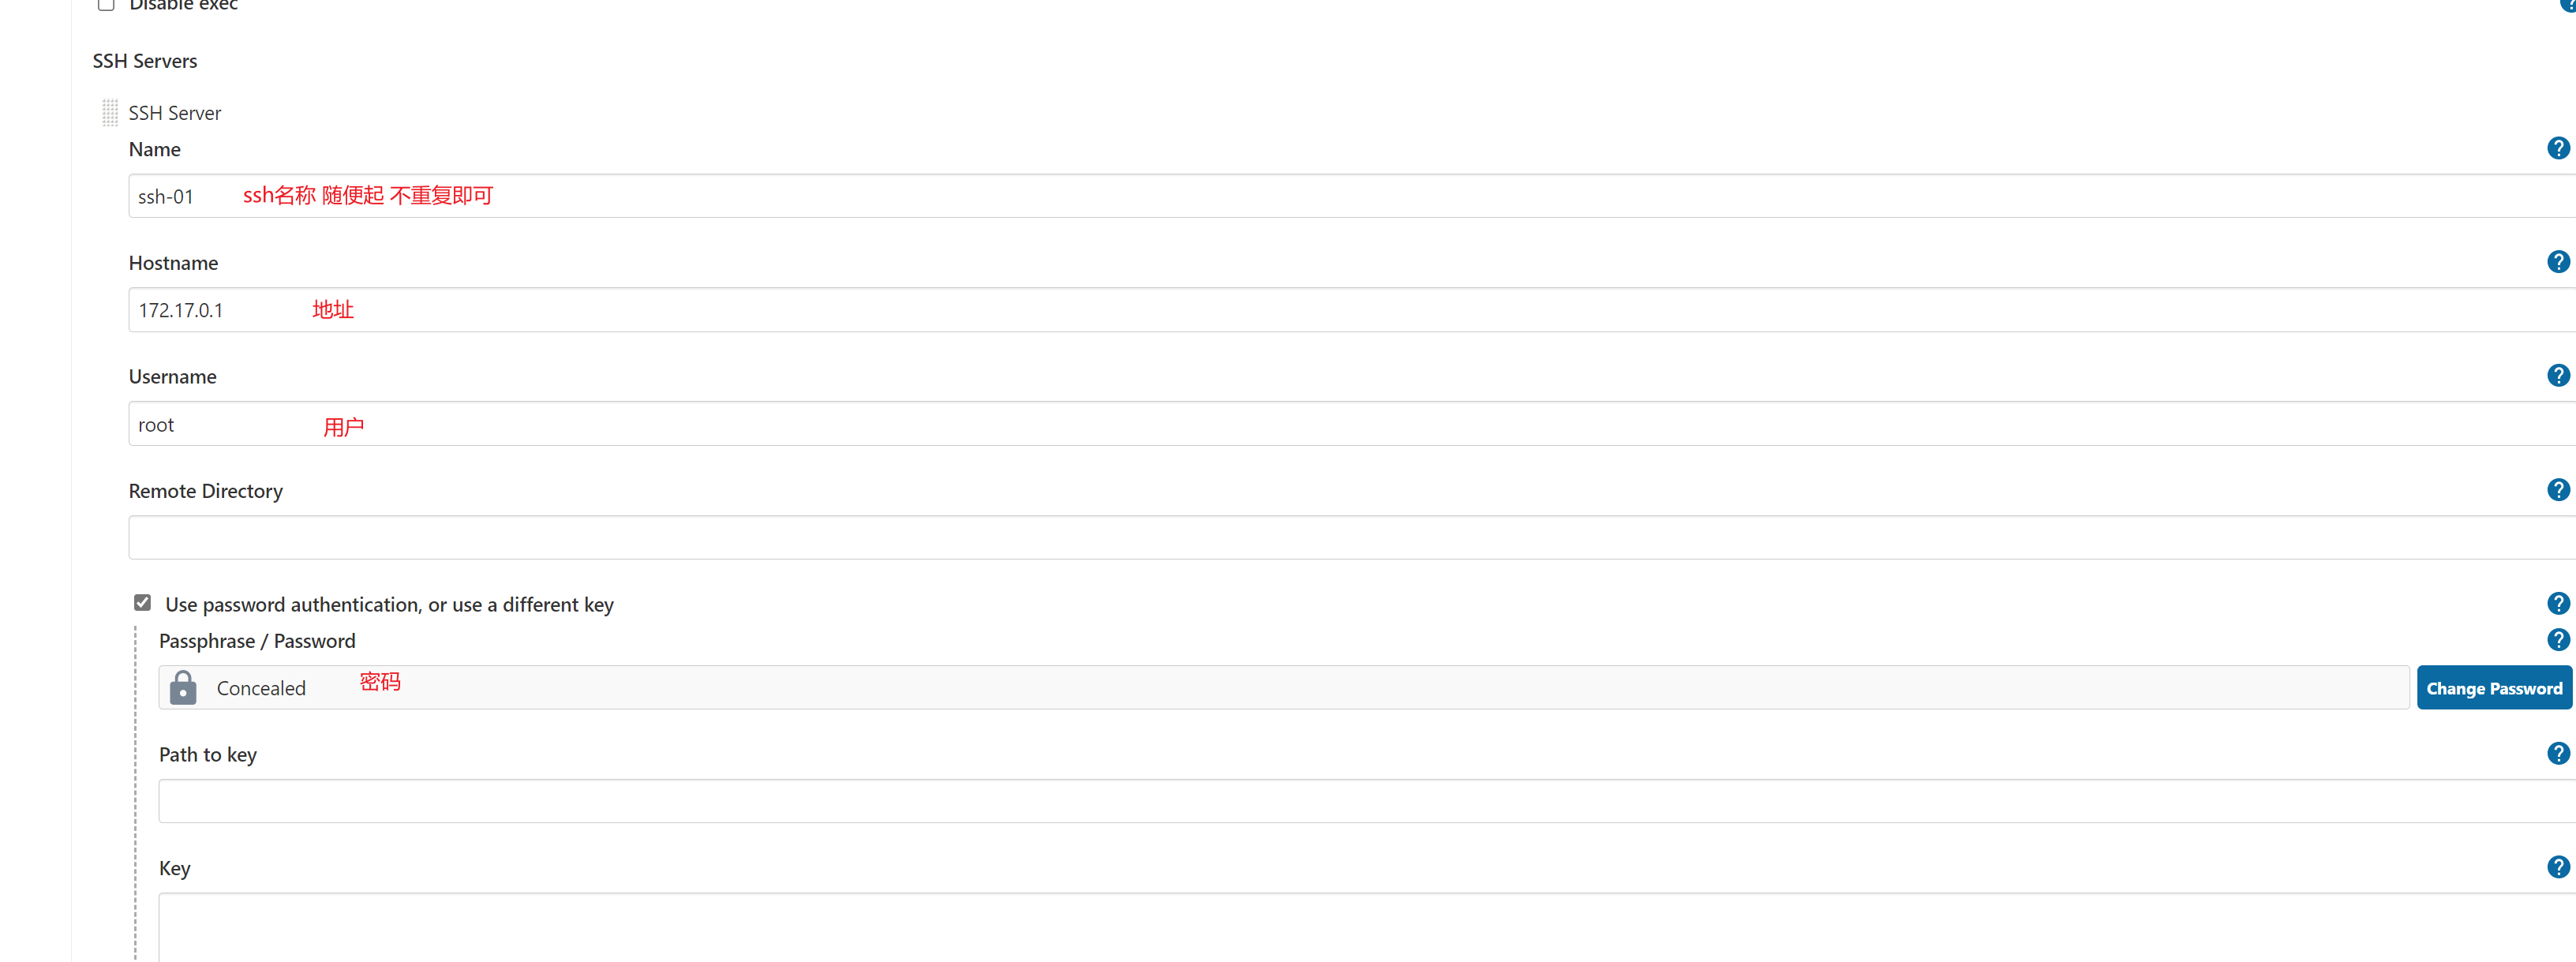 Disable exec
SSH Servers
SSH Server
Name
ssh-01 ssh名称 随便起 不重复即可
Hostname
172.17.0.1 地址
Username
root 用户
Remote Directory
Use password authentication, or use a different key
Passphrase / Password
Concealed 密码 Change Password
Path to key
Key